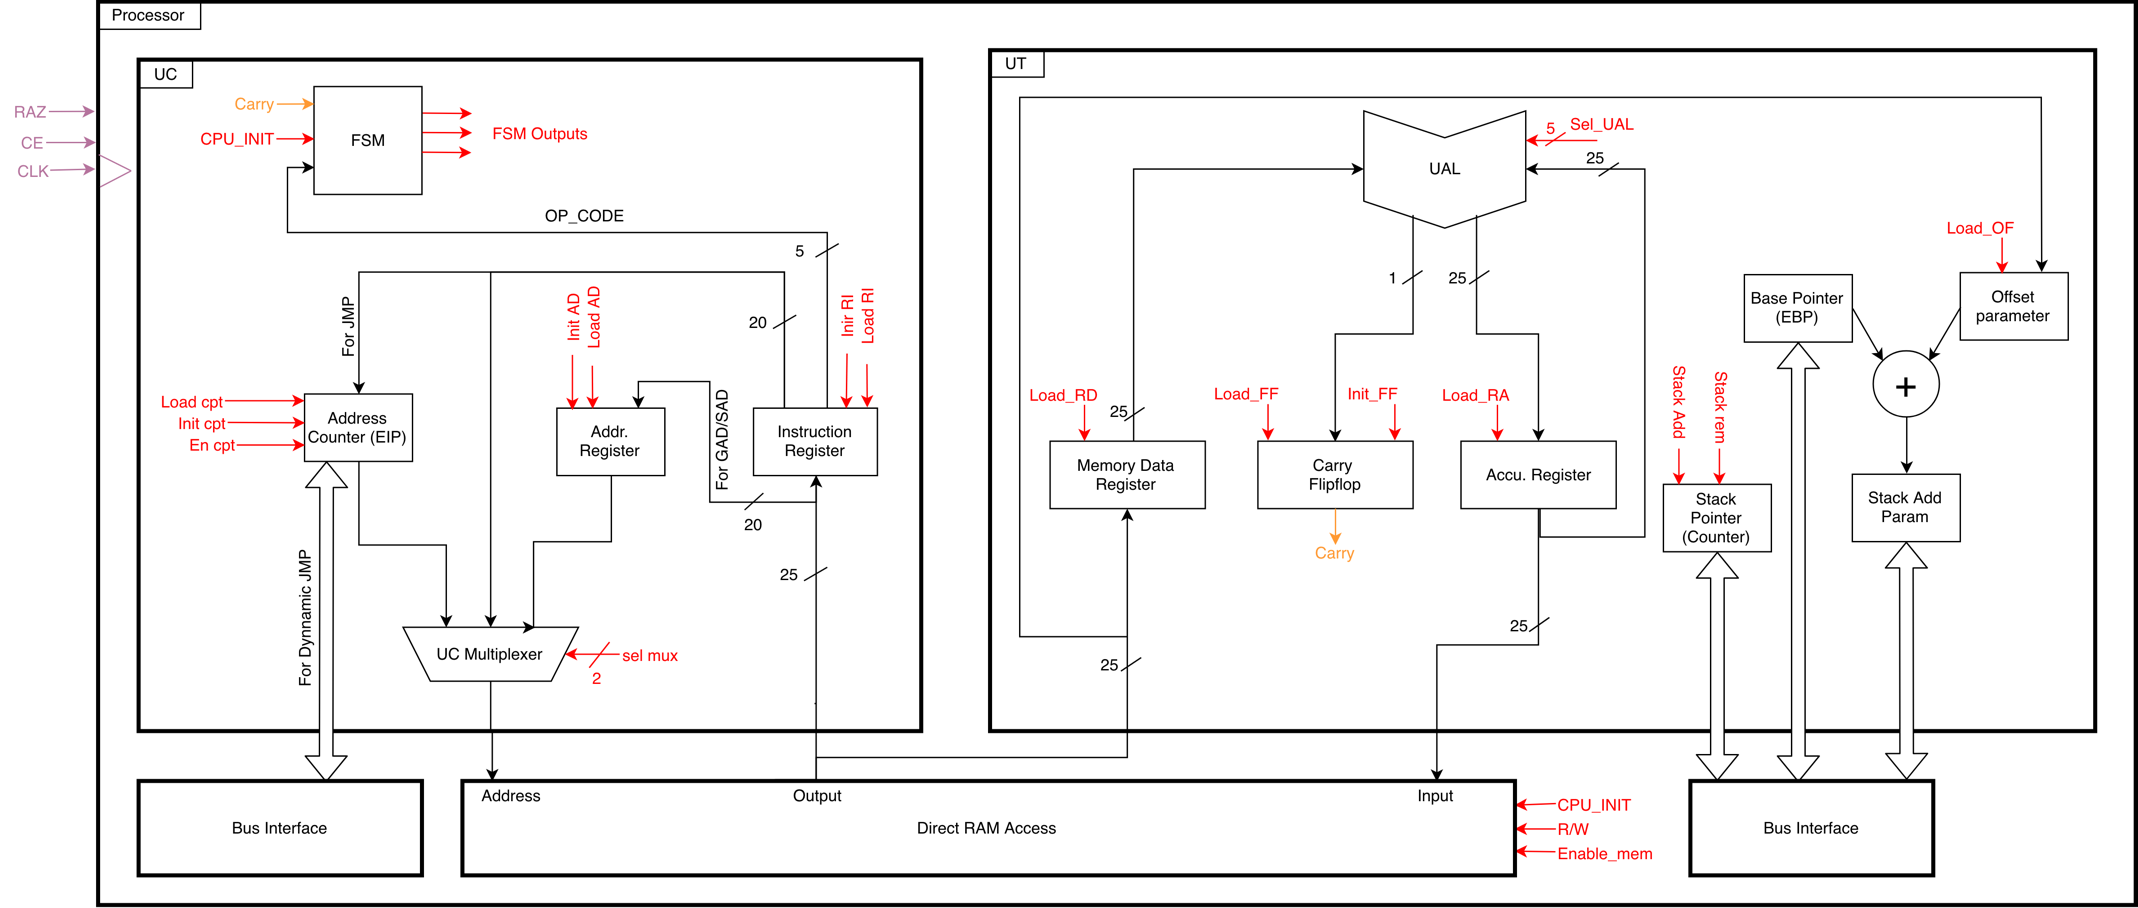 Processor
UC
UT
RAZ
CE
CLK
Carry
CPU_INIT
FSM
FSM Outputs
OP_CODE
5
20
For JMP
Init AD
Load AD
Inir RI
Load RI
Load cpt
Init cpt
En cpt
Address
Counter (EIP)
Addr.
Register
For GAD/SAD
Instruction
Register
20
25
For Dynnamic JMP
UC Multiplexer
sel mux
2
UAL
5
Sel_UAL
25
1
25
Load_OF
Base Pointer
(EBP)
Offset
parameter
+
Load_RD
25
Load_FF
Init_FF
Load_RA
Stack Add
Stack rem
Memory Data
Register
Carry
Flipflop
Accu. Register
Stack
Pointer
(Counter)
Stack Add
Param
Carry
25
25
Bus Interface
Address
Output
Input
Direct RAM Access
CPU_INIT
R/W
Enable_mem
Bus Interface